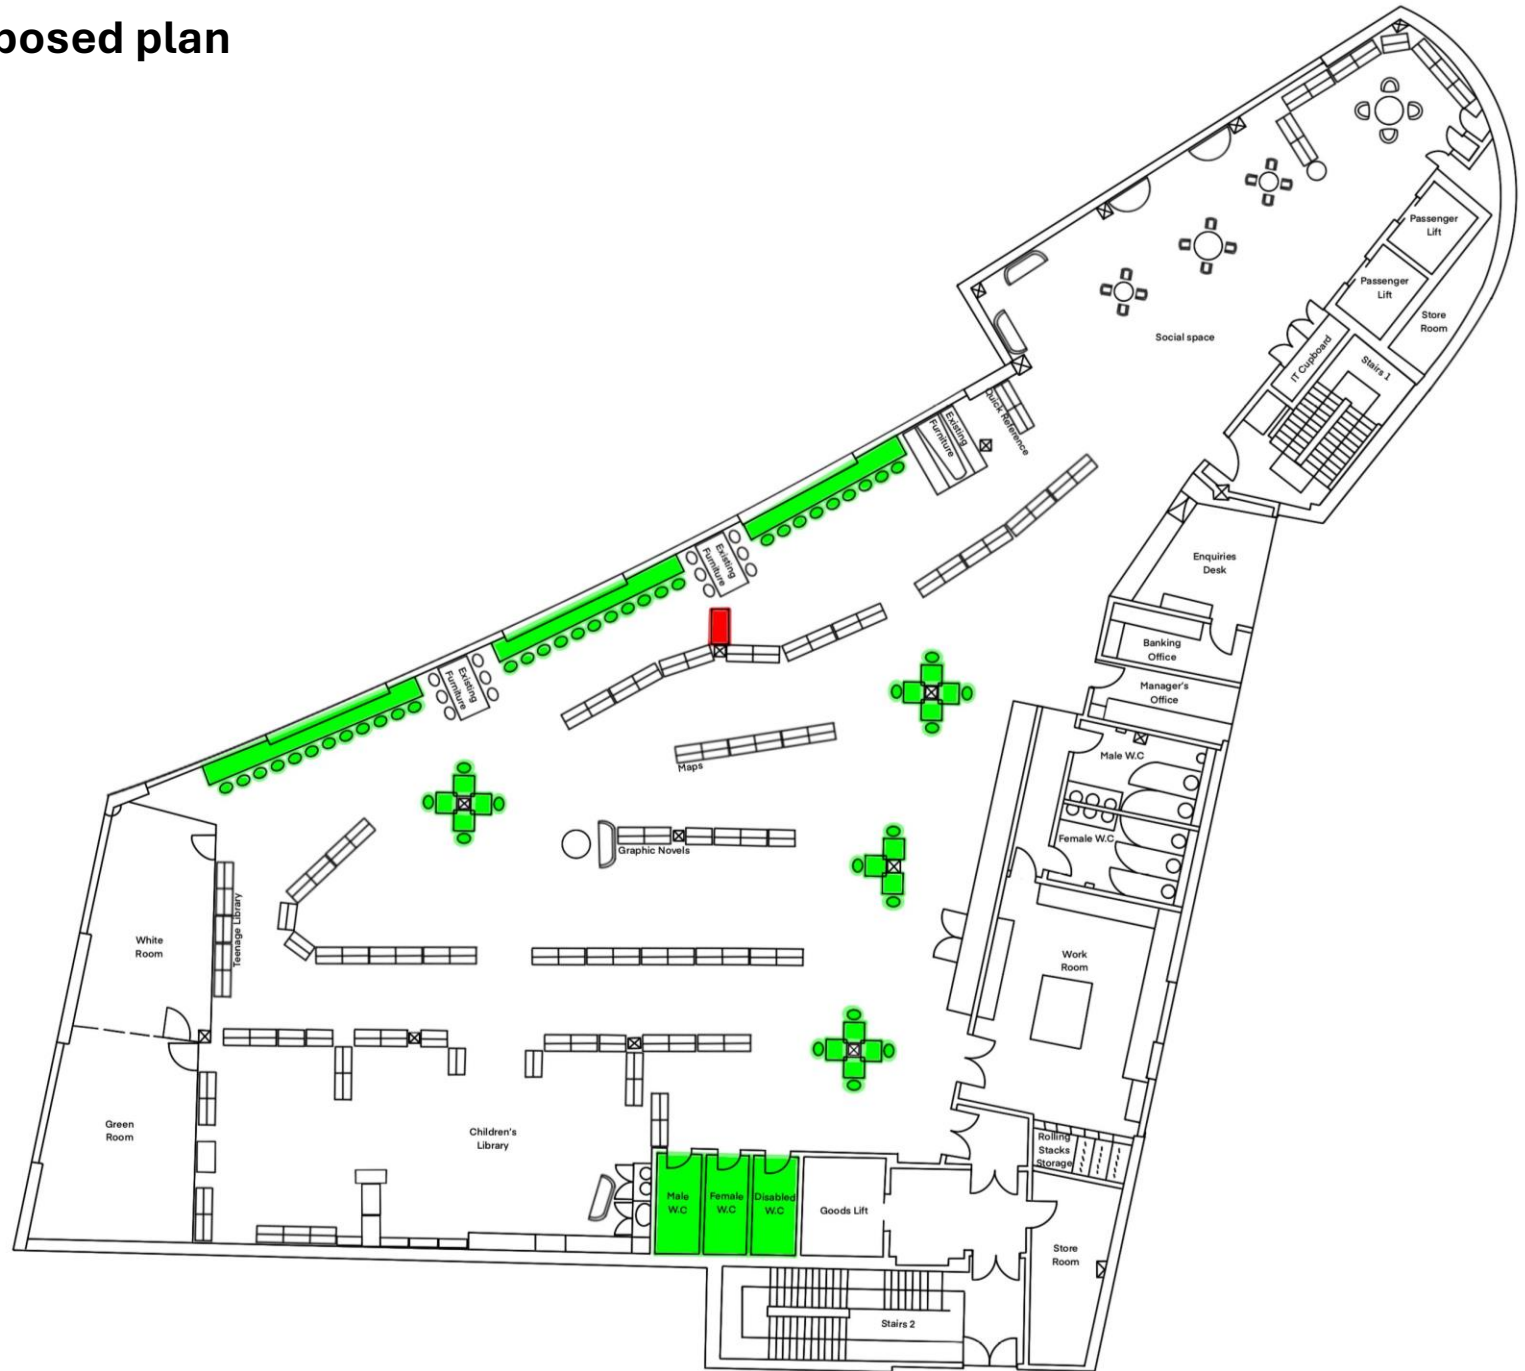 posed plan
Passenger
Lift
Passenger
Lift
Store
Room
Social space
IT Cupboard
Stairs 1
Quick Reference
Existing
Furniture
Existing
Furniture
Existing
Furniture
Enquiries
Desk
Banking
Office
Manager's
Office
Male W.C
Female W.C
Maps
Graphic Novels
Teenage Library
White
Room
Work
Room
Green
Room
Children's
Library
Rolling
Stacks
Storage
Male
W.C
Female
W.C
Disabled
W.C
Goods Lift
Store
Room
Stairs 2